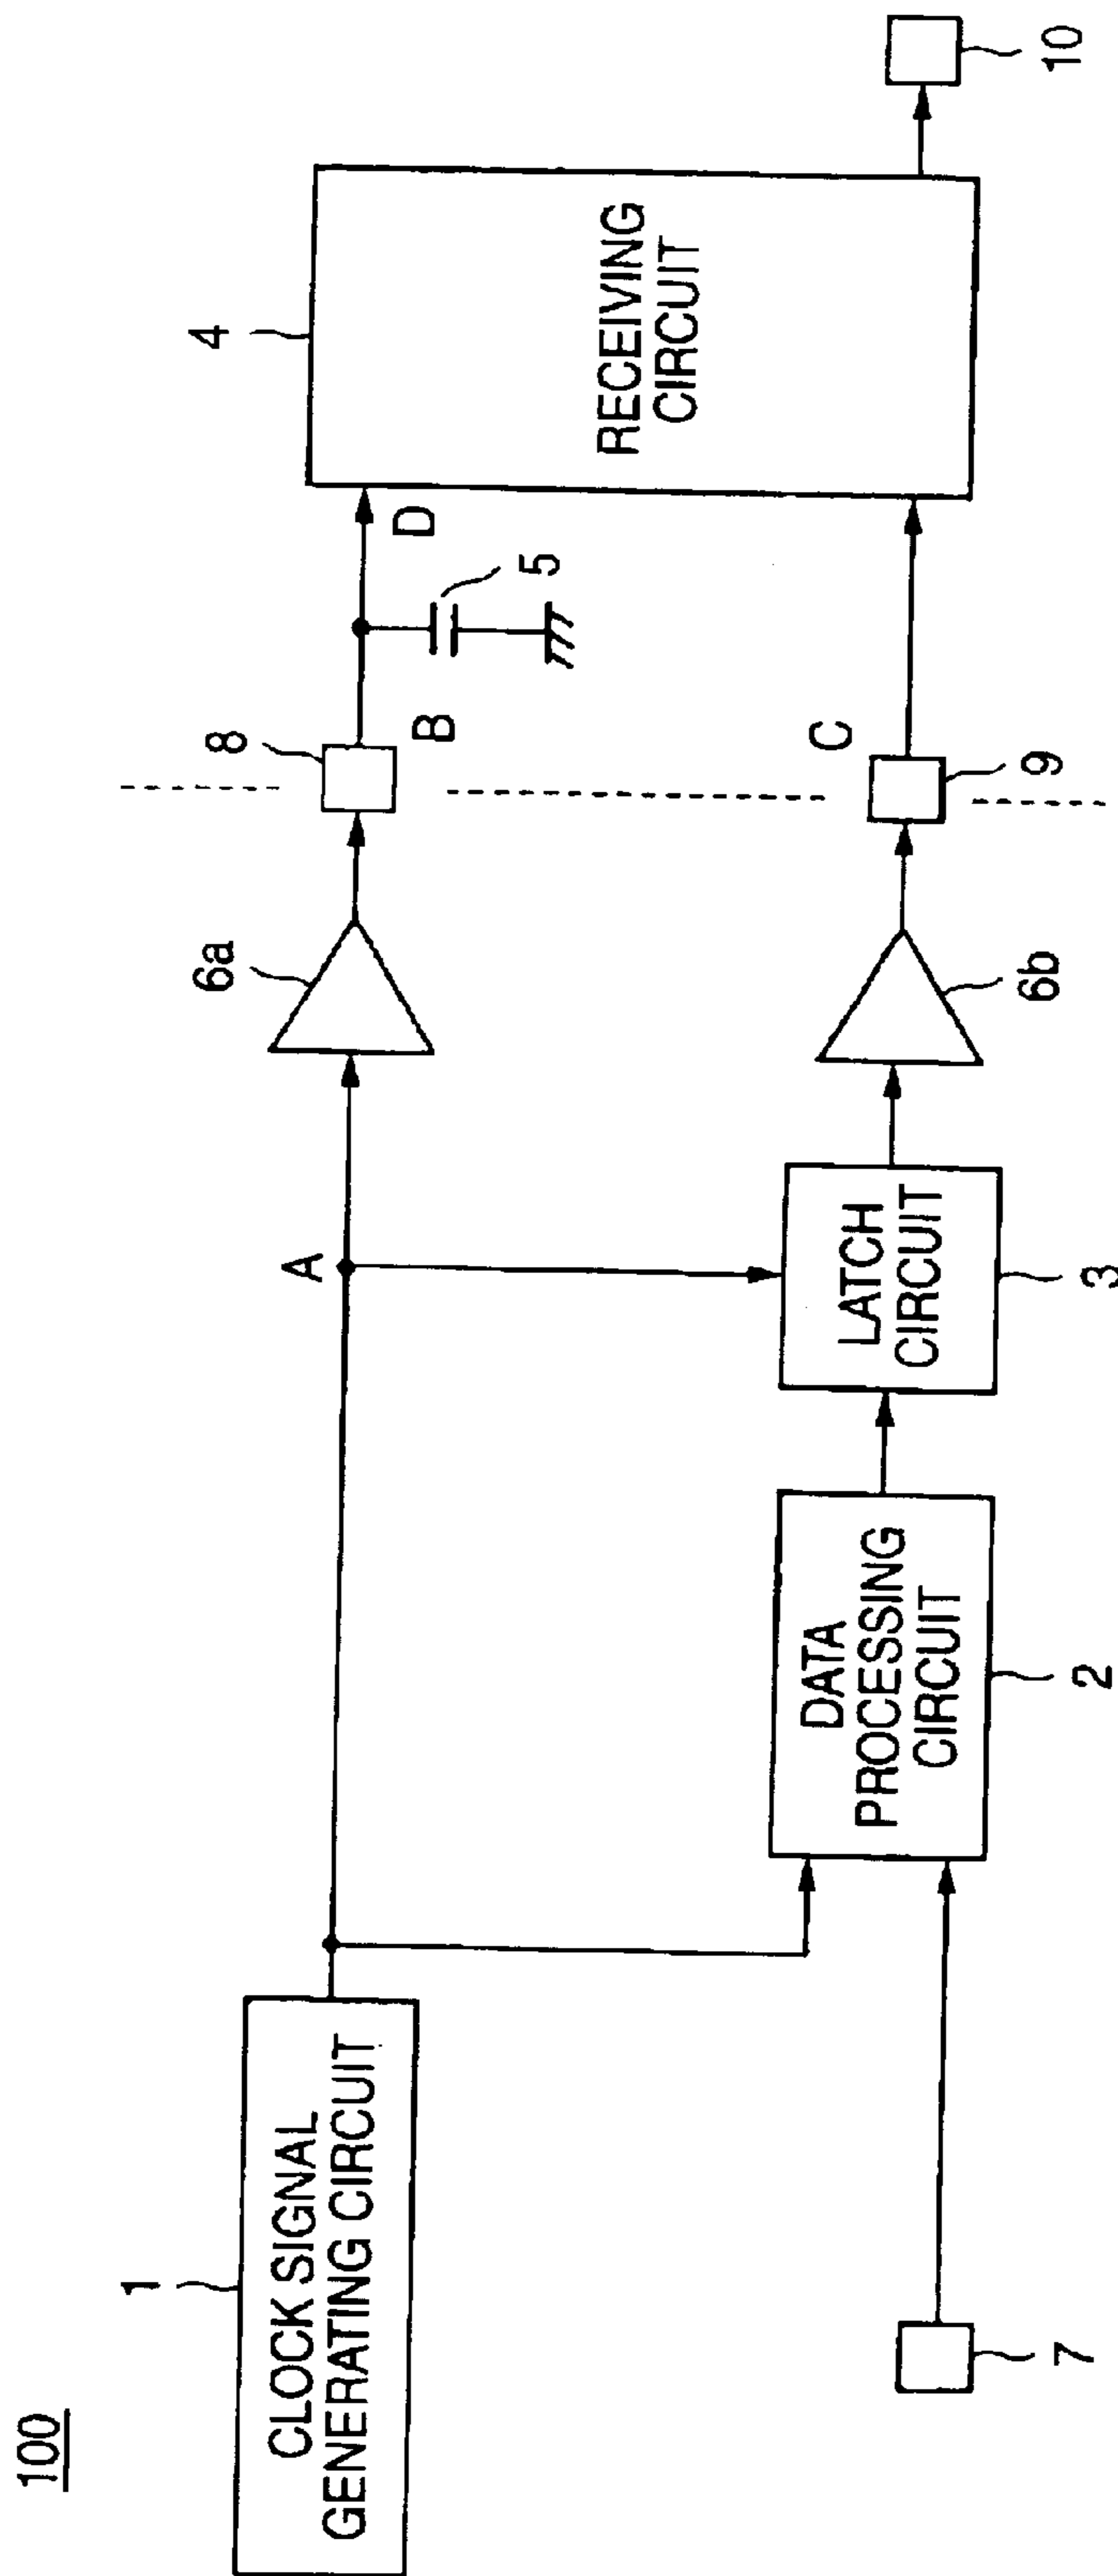 100
1
CLOCK SIGNAL
GENERATING CIRCUIT
A
6a
8
B
D
5
4
RECEIVING
CIRCUIT
7
DATA
PROCESSING
CIRCUIT
2
LATCH
CIRCUIT
3
6b
C
9
10